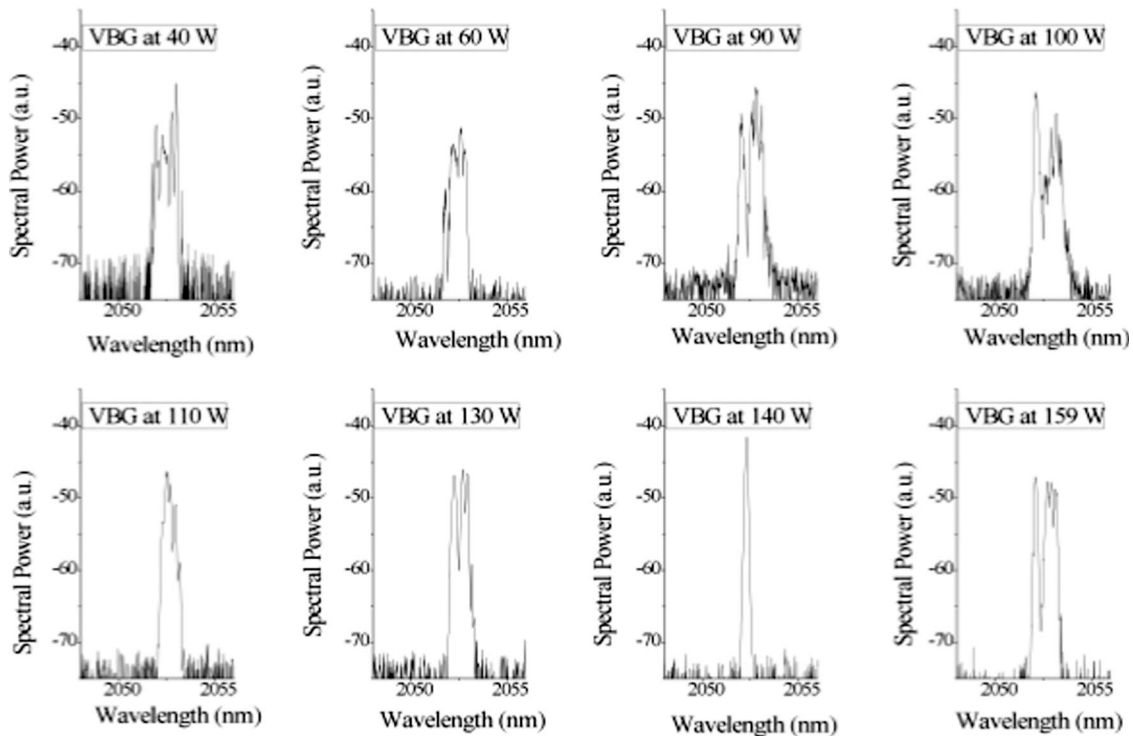 VBG at 40 W
VBG at 60 W
VBG at 90 W
VBG at 100 W
-40
-50
-60
-70
Spectral Power (a.u.)
2050
2055
Wavelength (nm)
-40
-50
-60
-70
Spectral Power (a.u.)
2050
2055
Wavelength (nm)
-40
-50
-60
-70
Spectral Power (a.u.)
2050
2055
Wavelength (nm)
-40
-50
-60
-70
Spectral Power (a.u.)
2050
2055
Wavelength (nm)
VBG at 110 W
VBG at 130 W
VBG at 140 W
VBG at 159 W
-40
-50
-60
-70
Spectral Power (a.u.)
2050
2055
Wavelength (nm)
-40
-50
-60
-70
Spectral Power (a.u.)
2050
2055
Wavelength (nm)
-40
-50
-60
-70
Spectral Power (a.u.)
2050
2055
Wavelength (nm)
-40
-50
-60
-70
Spectral Power (a.u.)
2050
2055
Wavelength (nm)